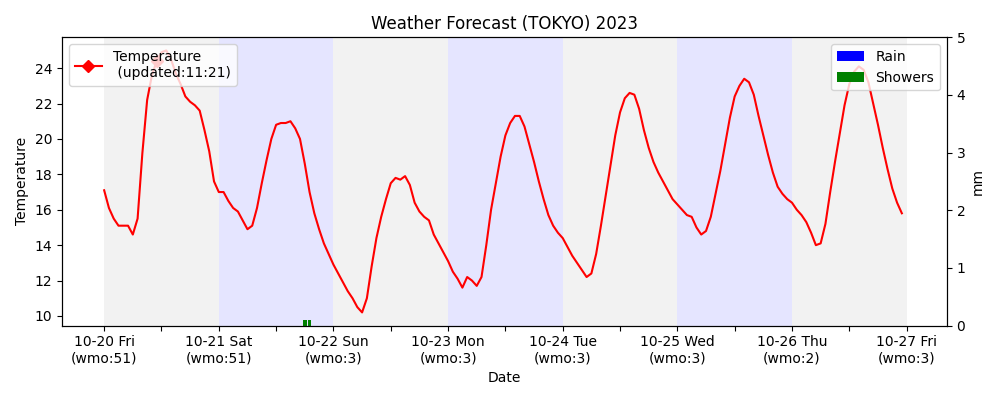 Weather Forecast (TOKYO) 2023
Temperature
(updated:11:21)
Rain
Showers
24
22
20
18
16
14
12
10
Temperature
5
4
3
2
1
0
mm
10-20 Fri
(wmo:51)
10-21 Sat
(wmo:51)
10-22 Sun
(wmo:3)
10-23 Mon
(wmo:3)
10-24 Tue
(wmo:3)
10-25 Wed
(wmo:3)
10-26 Thu
(wmo:2)
10-27 Fri
(wmo:3)
Date